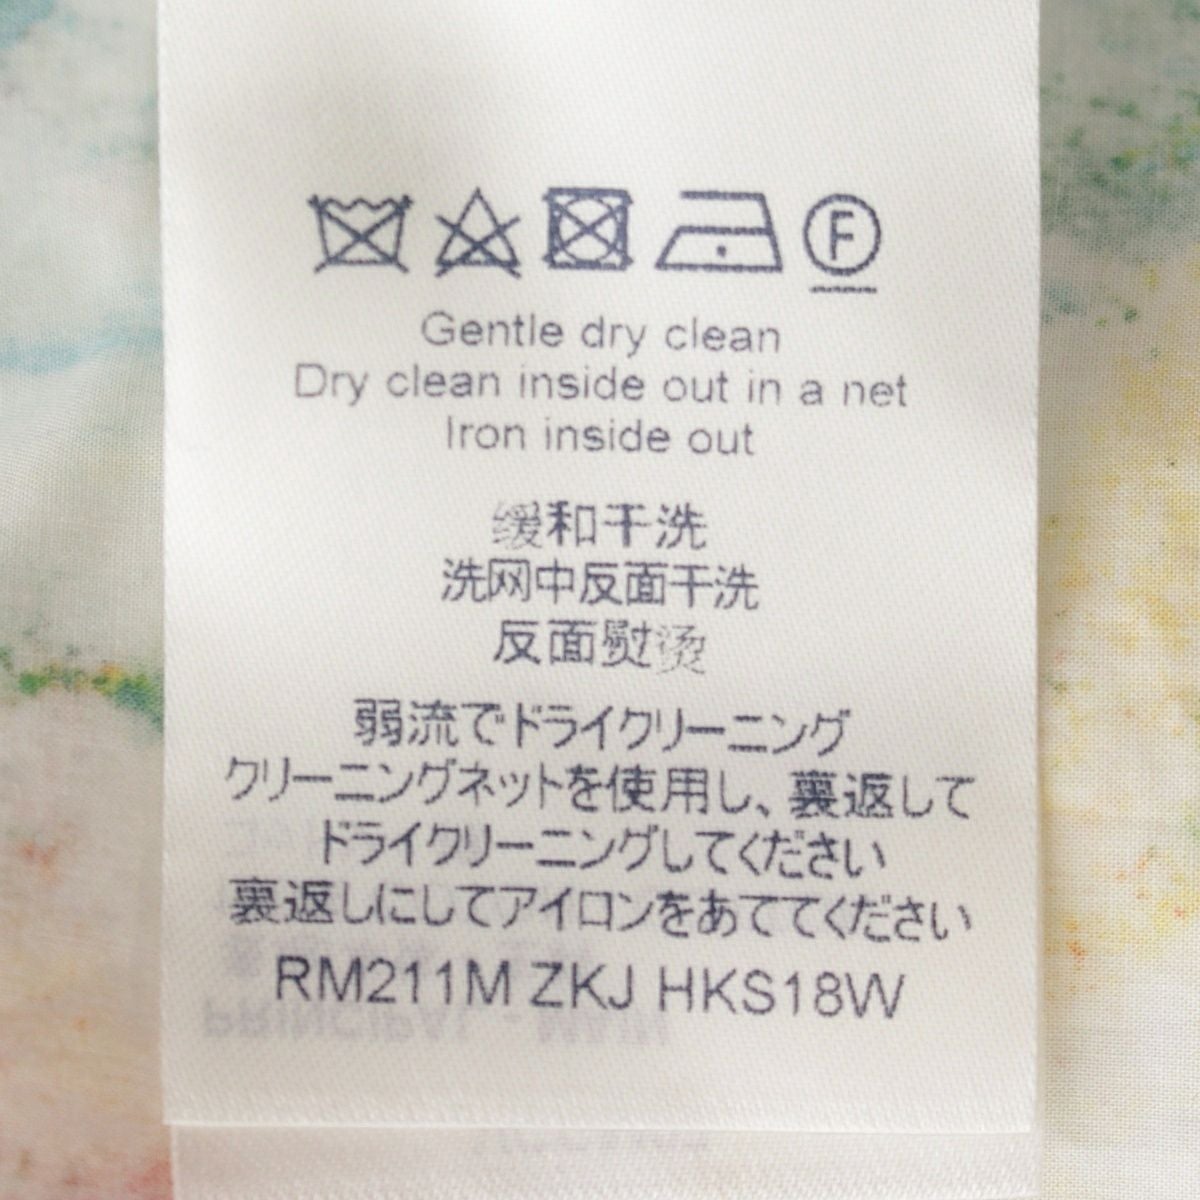 F
Gentle dry clean
Dry clean inside out in a net
Iron inside out
缓和干洗
洗网中反面干洗
反面熨烫
弱流でドライクリーニング
クリーニングネットを使用し、裏返して
ドライクリーニングしてください
裏返しにしてアイロンをあててください
RM211M ZKJ HKS18W